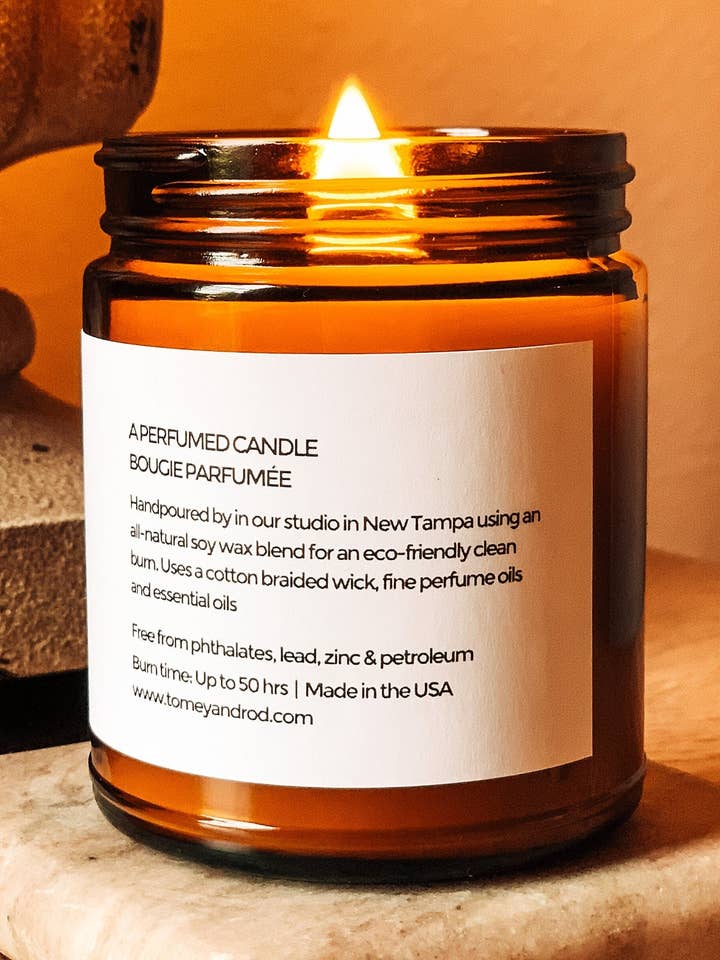 A PERFUMED CANDLE
BOUGIE PARFUMÉE
Handpoured by in our studio in New Tampa using an
all-natural soy wax blend for an eco-friendly clean
burn. Uses a cotton braided wick, fine perfume oils
and essential oils
Free from phthalates, lead, zinc & petroleum
Burn time: Up to 50 hrs | Made in the USA
www.tomeyandrod.com